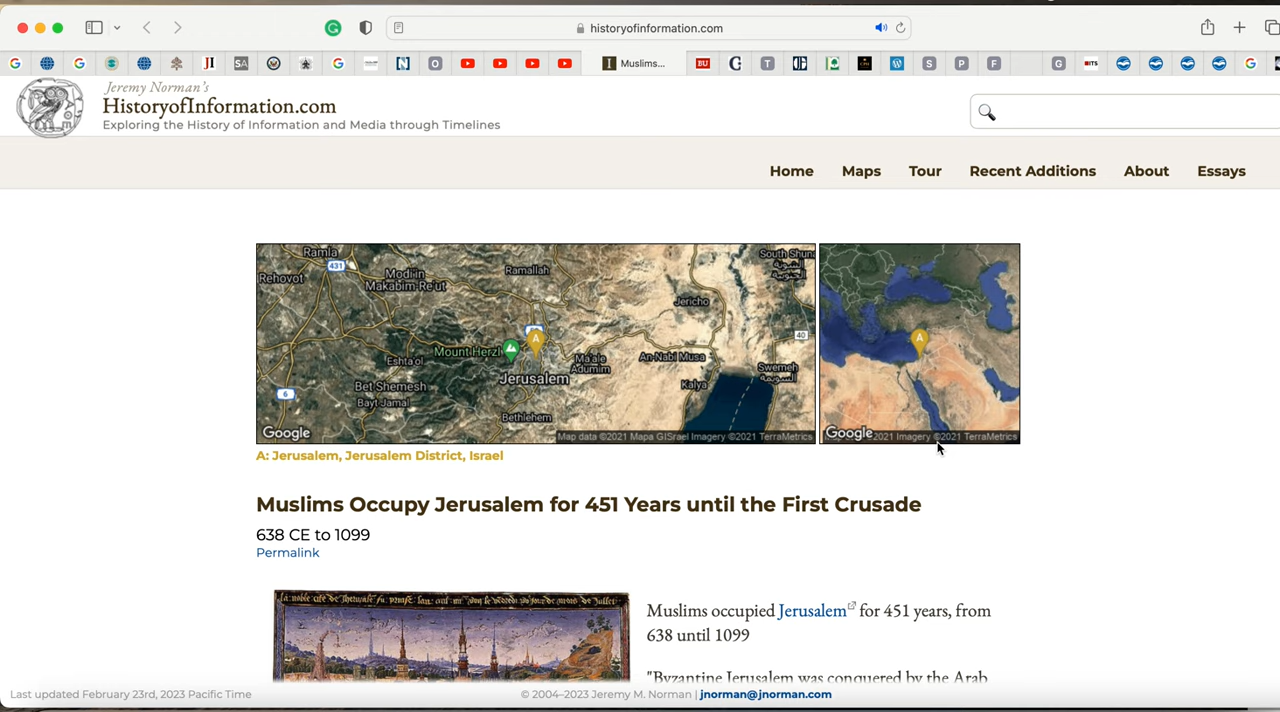 historyofinformation.com
Muslims...
Jeremy Norman's
HistoryofInformation.com
Exploring the History of Information and Media through Timelines
Home Maps Tour Recent Additions About Essays
Ramla
431
Rehovot
Modiin
Makabim-Re'ut
Ramallah
South Shuna
Jericho
40
Mount Herzl
A
Eshta'ol
Ma'ale
Adumim
An-Nabi Musa
Jerusalem
Swemeh
السويمة
6
Bet Shemesh
Bayt Jamal
Kalya
Bethlehem
Google
Map data ©2021 Mapa GISrael Imagery ©2021 TerraMetrics
A
Google
2021 Imagery ©2021 TerraMetrics
A: Jerusalem, Jerusalem District, Israel
Muslims Occupy Jerusalem for 451 Years until the First Crusade
638 CE to 1099
Permalink
Muslims occupied Jerusalem for 451 years, from
638 until 1099
"Byzantine Jerusalem was conquered by the Arab
Last updated February 23rd, 2023 Pacific Time
© 2004–2023 Jeremy M. Norman | jnorman@jnorman.com